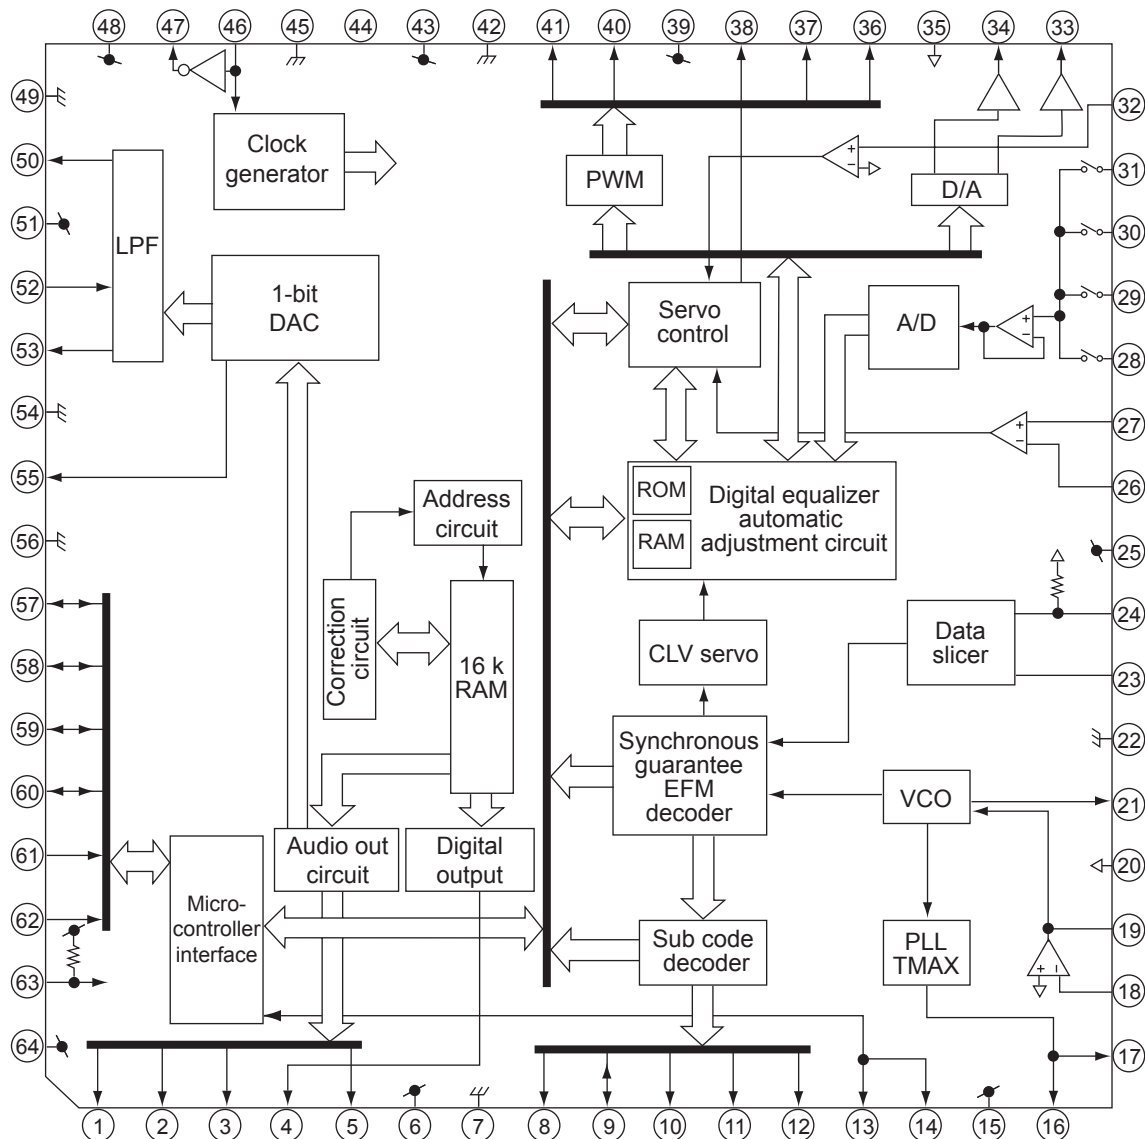 48 47 46 45 44 43 42 41 40 39 38 37 36 35 34 33
49
50
51
52
53
54
55
56
57
58
59
60
61
62
63
64
32
31
30
29
28
27
26
25
24
23
22
21
20
19
18
17
Clock
generator
LPF
1-bit
DAC
PWM
+
−
D/A
Servo
control
A/D
+
−
+
−
ROM
RAM
Digital equalizer
automatic
adjustment circuit
Address
circuit
Correction
circuit
16 k
RAM
CLV servo
Data
slicer
Synchronous
guarantee
EFM
decoder
VCO
Audio out
circuit
Digital
output
Micro-
controller
interface
Sub code
decoder
PLL
TMAX
+
−
1 2 3 4 5 6 7 8 9 10 11 12 13 14 15 16